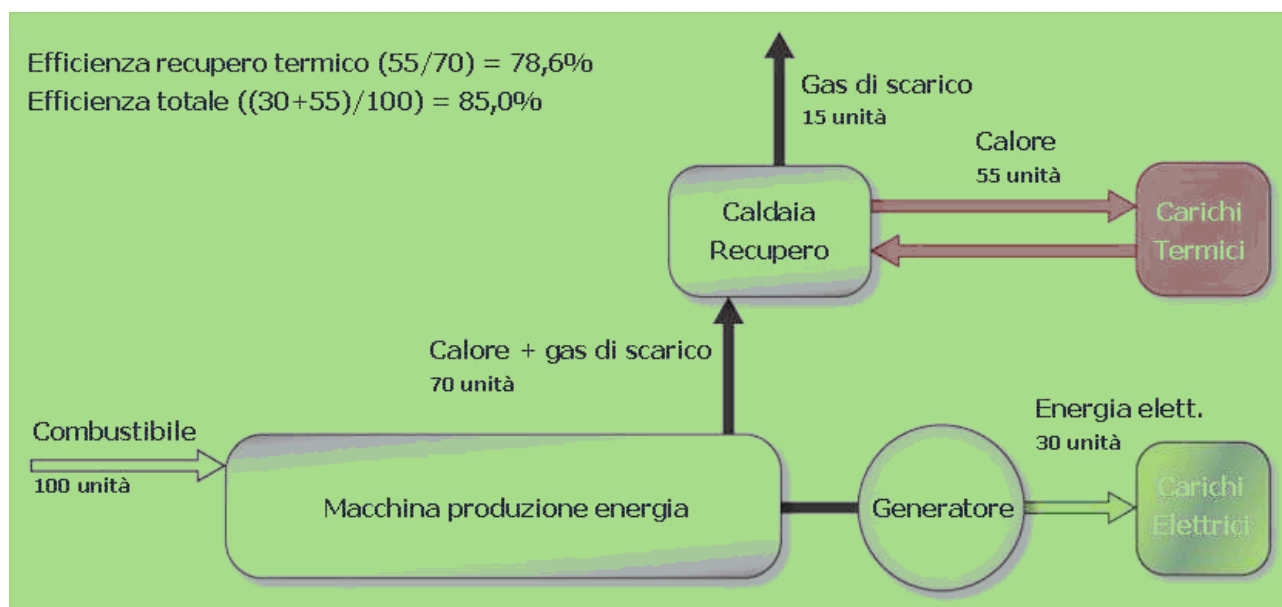 Efficienza recupero termico (55/70) = 78,6%
Efficienza totale ((30+55)/100) = 85,0%
Gas di scarico
15 unità
Calore
55 unità
Caldaia
Recupero
Carichi
Termici
Calore + gas di scarico
70 unità
Combustibile
100 unità
Macchina produzione energia
Generatore
Energia elett.
30 unità
Carichi
Elettrici